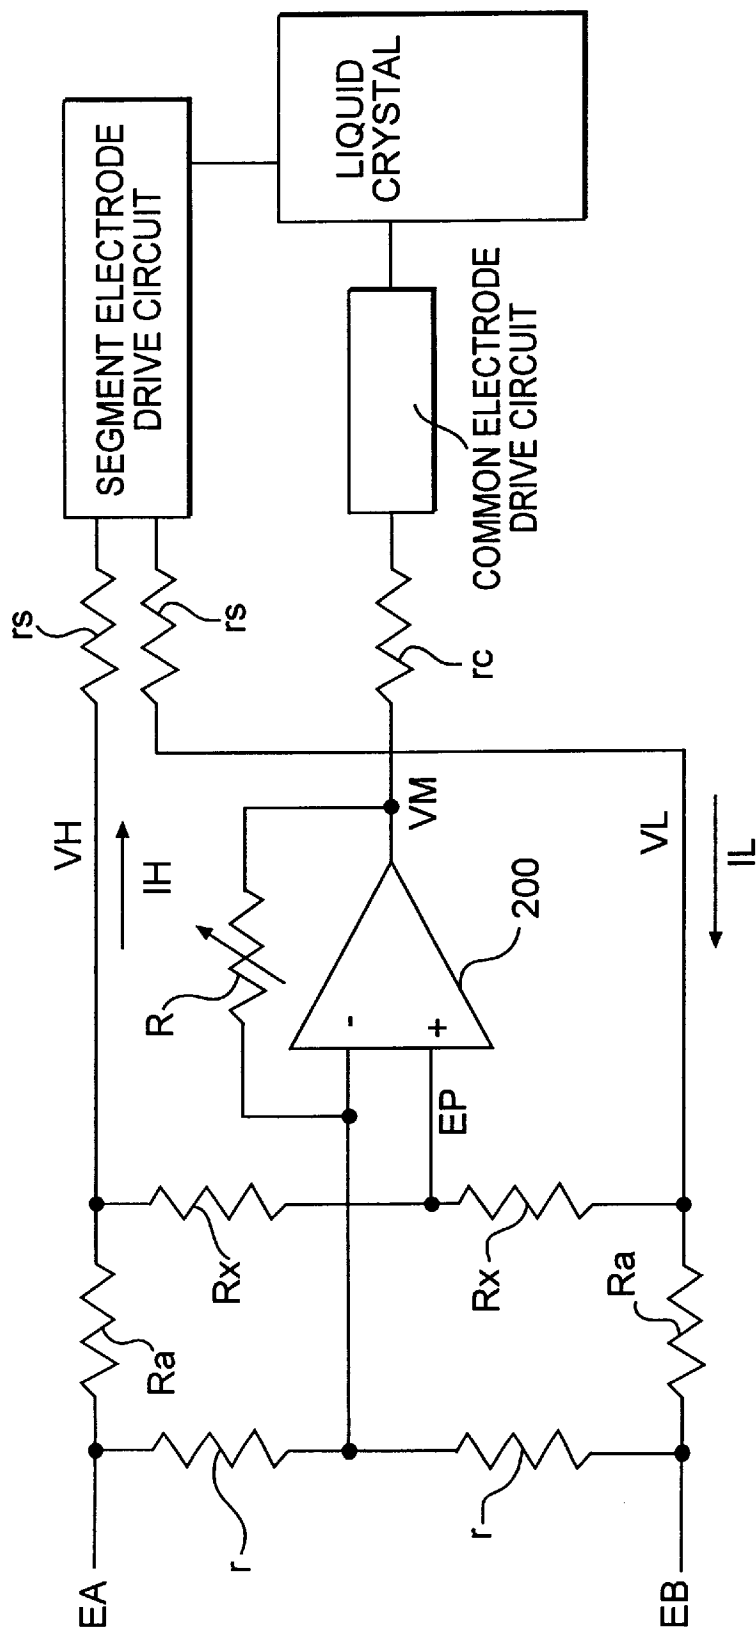 EA
EB
r
r
Ra
Ra
Rx
Rx
EP
R
-
+
200
VH
IH
VM
VL
IL
rs
rs
rc
SEGMENT ELECTRODE
DRIVE CIRCUIT
COMMON ELECTRODE
DRIVE CIRCUIT
LIQUID
CRYSTAL